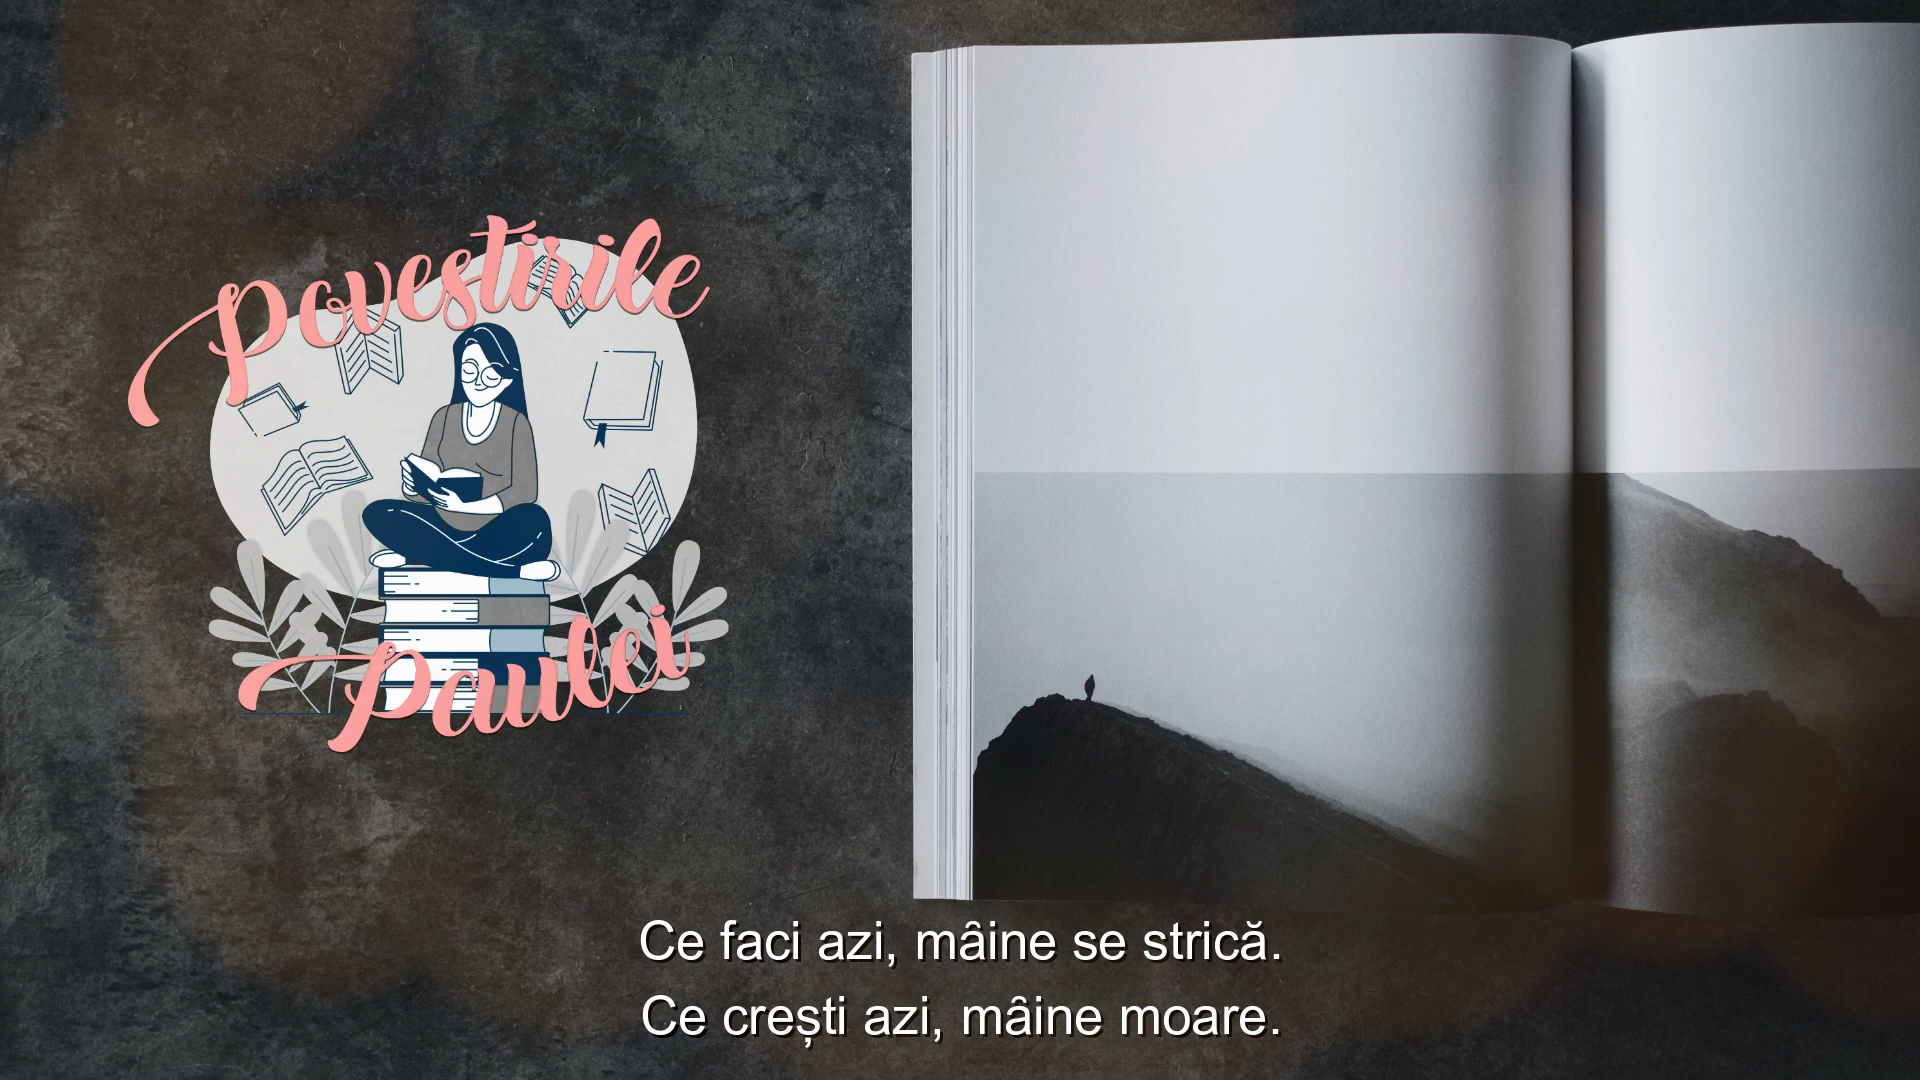 Povestirile
Paulei
Ce faci azi, mâine se strică.
Ce crești azi, mâine moare.